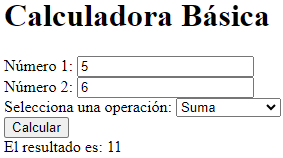 Calculadora Básica
Número 1: 5
Número 2: 6
Selecciona una operación: Suma
Calcular
El resultado es: 11